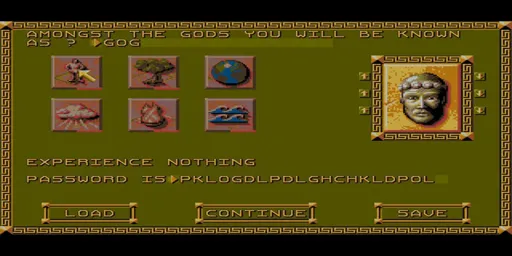 AMONGST THE GODS YOU WILL BE KNOWN
AS ? GOG
EXPERIENCE NOTHING
PASSWORD IS PKLOGDLPDLGHCHKLDPOL
LOAD
CONTINUE
SAVE